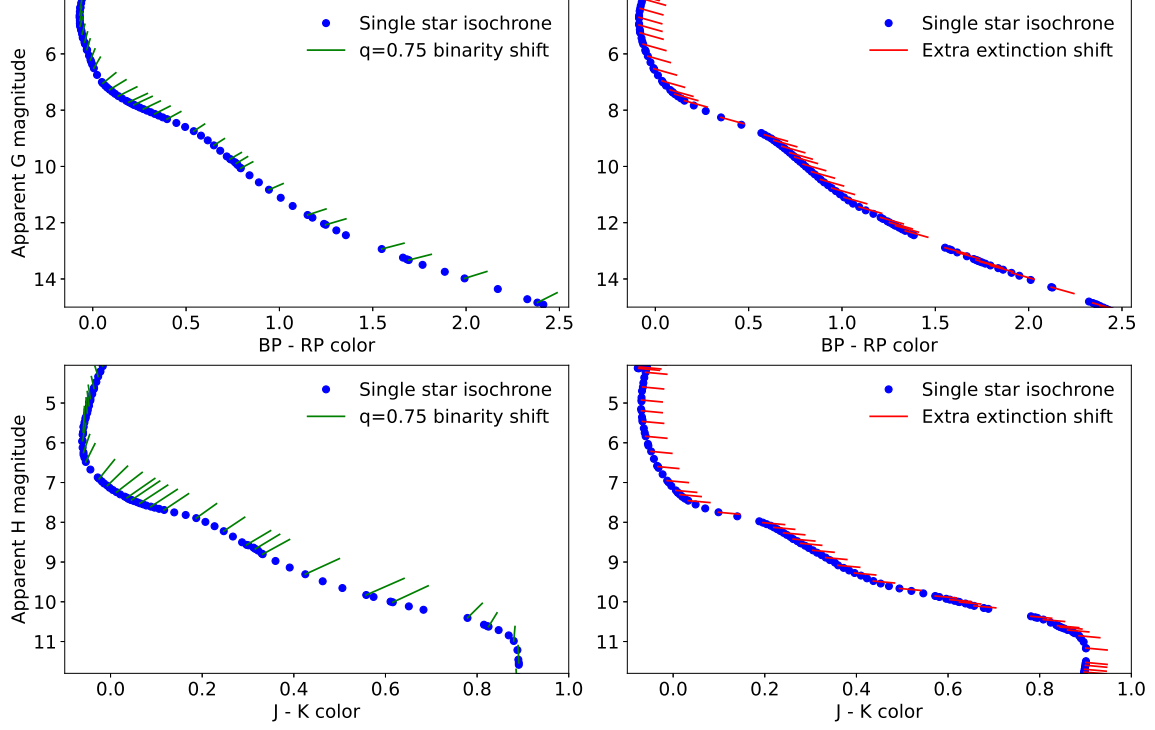 Single star isochrone
q=0.75 binarity shift
Apparent G magnitude
6
8
10
12
14
0.0 0.5 1.0 1.5 2.0 2.5
BP - RP color
Single star isochrone
Extra extinction shift
6
8
10
12
14
0.0 0.5 1.0 1.5 2.0 2.5
BP - RP color
Single star isochrone
q=0.75 binarity shift
Apparent H magnitude
5
6
7
8
9
10
11
0.0 0.2 0.4 0.6 0.8 1.0
J - K color
Single star isochrone
Extra extinction shift
5
6
7
8
9
10
11
0.0 0.2 0.4 0.6 0.8 1.0
J - K color